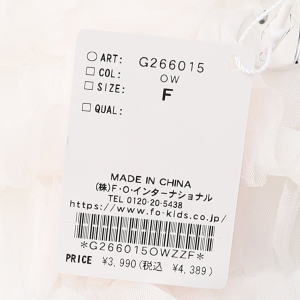 ○ ART: G266015
□ COL: OW
□ SIZE: F
□ QUAL:
MADE IN CHINA
(株)F・O・インターナショナル
TEL 0120-20-5438
https://www.fo-kids.co.jp/
*G266015OWZZF*
PRICE ¥3,990(税込 ¥4,389)